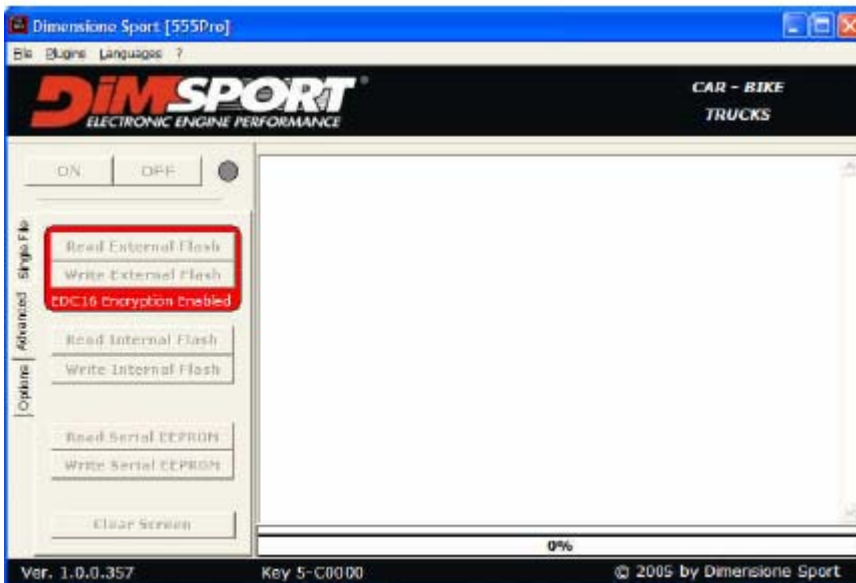 Dimensione Sport [555Pro]
File Plugins Languages ?
DiMSPORT®
ELECTRONIC ENGINE PERFORMANCE
CAR - BIKE
TRUCKS
ON OFF
Single File
Advanced
Options
Read External Flash
Write External Flash
EDC16 Encryption Enabled
Read Internal Flash
Write Internal Flash
Read Serial EEPROM
Write Serial EEPROM
Clear Screen
0%
Ver. 1.0.0.357 Key 5-C0000 © 2005 by Dimensione Sport